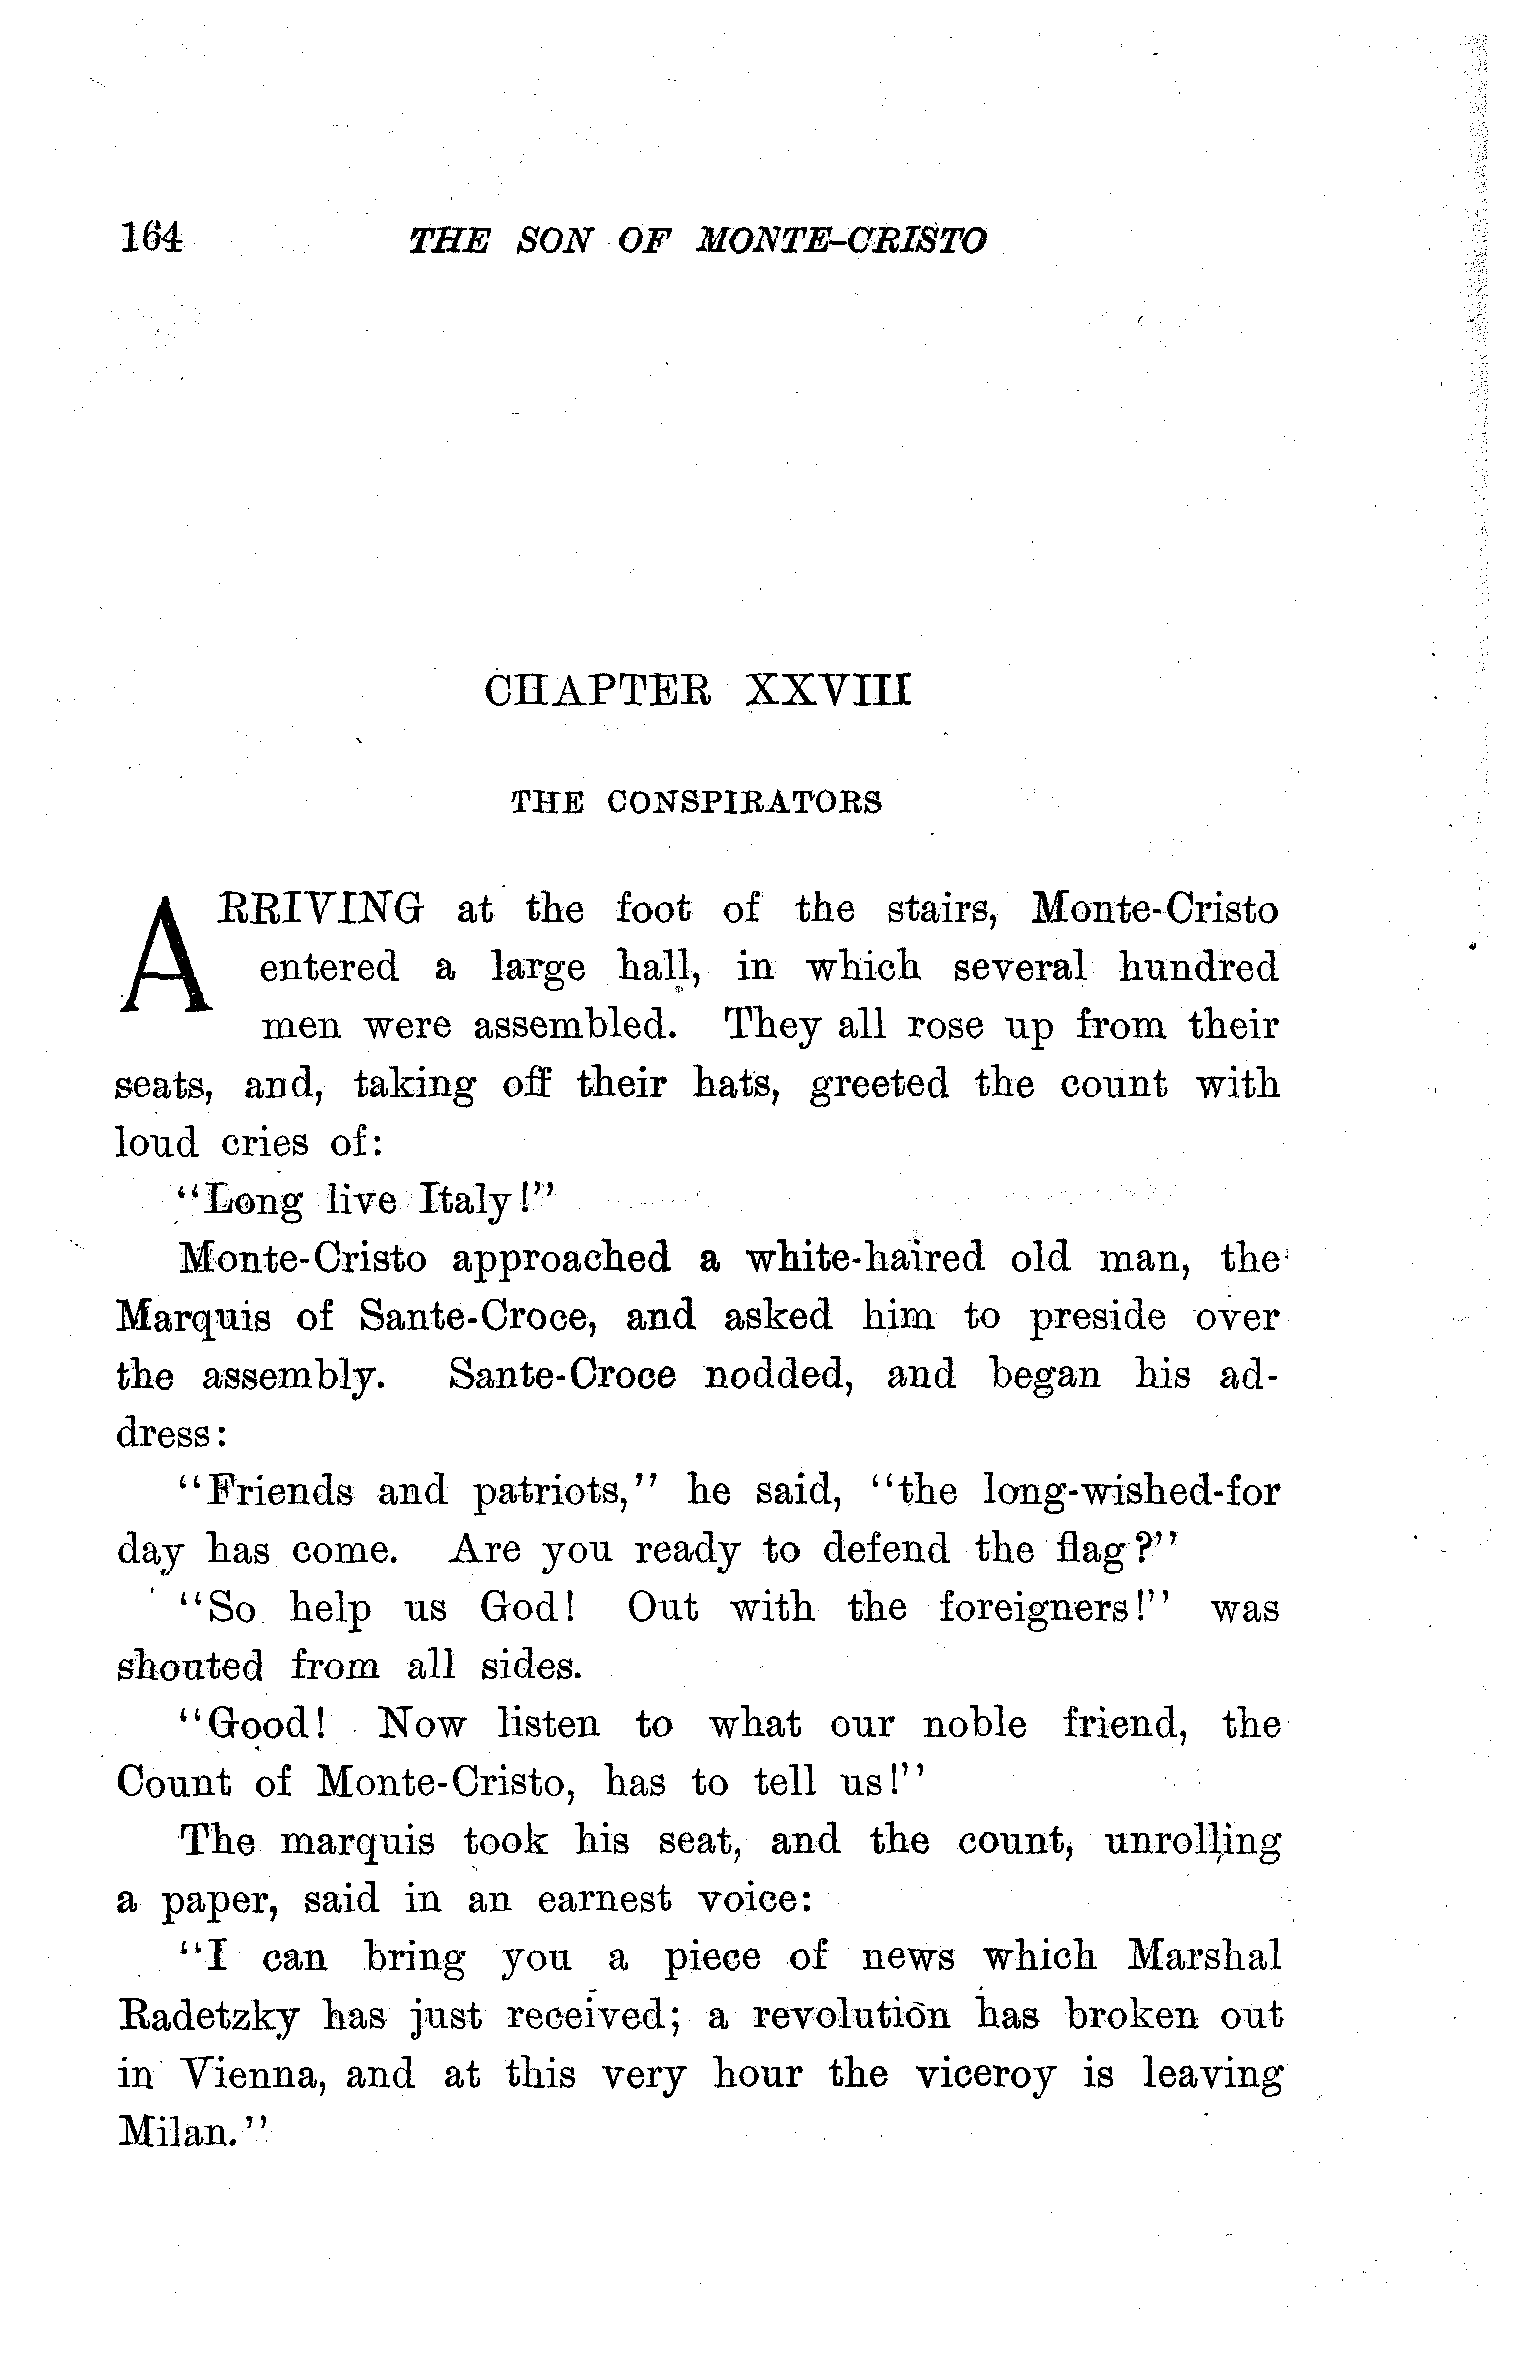 164 THE SON OF MONTE-CRISTO
CHAPTER XXVIII
THE CONSPIRATORS
ARRIVING at the foot of the stairs, Monte-Cristo
entered a large hall, in which several hundred
men were assembled. They all rose up from their
seats, and, taking off their hats, greeted the count with
loud cries of:
"Long live Italy!"
Monte-Cristo approached a white-haired old man, the
Marquis of Sante-Croce, and asked him to preside over
the assembly. Sante-Croce nodded, and began his ad-
dress:
"Friends and patriots," he said, "the long-wished-for
day has come. Are you ready to defend the flag?"
"So help us God! Out with the foreigners!" was
shouted from all sides.
"Good! Now listen to what our noble friend, the
Count of Monte-Cristo, has to tell us!"
The marquis took his seat, and the count, unrolling
a paper, said in an earnest voice:
"I can bring you a piece of news which Marshal
Radetzky has just received; a revolution has broken out
in Vienna, and at this very hour the viceroy is leaving
Milan."